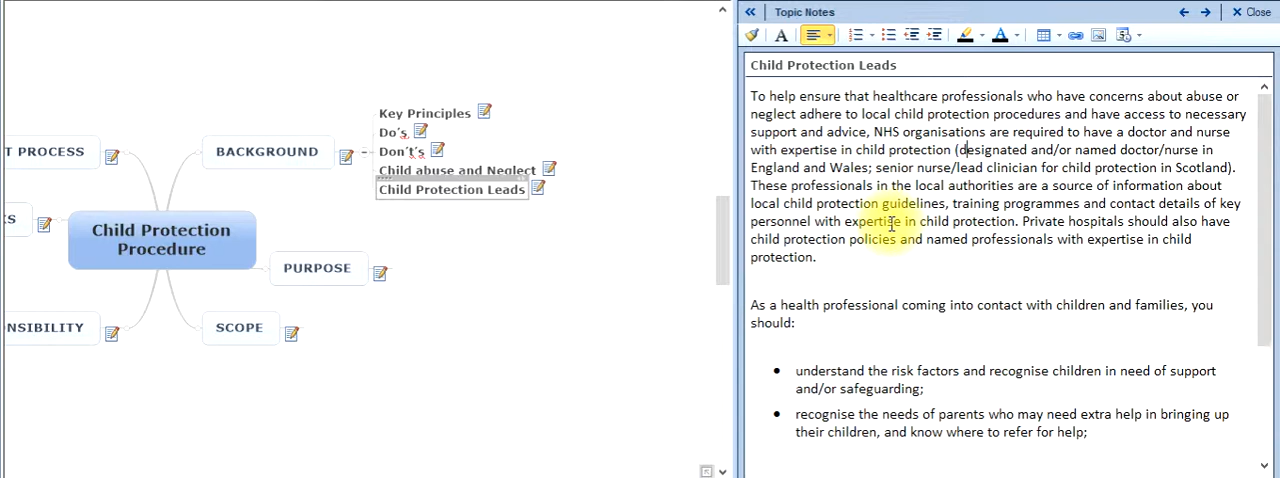 Topic Notes
Close
T PROCESS
BACKGROUND
Key Principles
Do's
Don't's
Child abuse and Neglect
Child Protection Leads
S
Child Protection
Procedure
PURPOSE
NSIBILITY
SCOPE
Child Protection Leads
To help ensure that healthcare professionals who have concerns about abuse or
neglect adhere to local child protection procedures and have access to necessary
support and advice, NHS organisations are required to have a doctor and nurse
with expertise in child protection (designated and/or named doctor/nurse in
England and Wales; senior nurse/lead clinician for child protection in Scotland).
These professionals in the local authorities are a source of information about
local child protection guidelines, training programmes and contact details of key
personnel with expertise in child protection. Private hospitals should also have
child protection policies and named professionals with expertise in child
protection.
As a health professional coming into contact with children and families, you
should:
• understand the risk factors and recognise children in need of support
and/or safeguarding;
• recognise the needs of parents who may need extra help in bringing up
their children, and know where to refer for help;